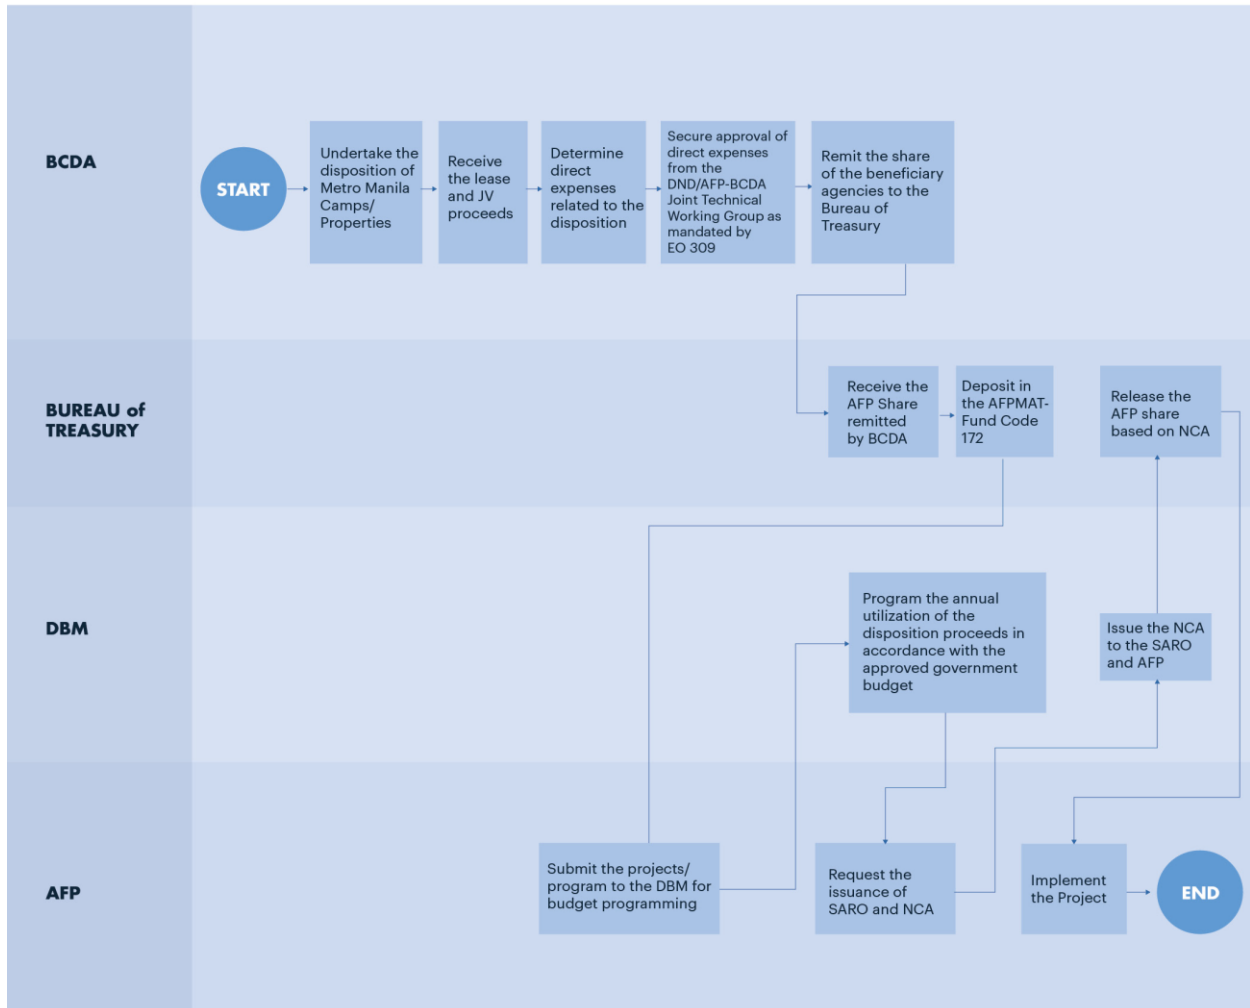 BCDA
START
Undertake the
disposition of
Metro Manila
Camps/
Properties
Receive
the lease
and JV
proceeds
Determine
direct
expenses
related to the
disposition
Secure approval of
direct expenses
from the
DND/AFP-BCDA
Joint Technical
Working Group as
mandated by
EO 309
Remit the share
of the beneficiary
agencies to the
Bureau of
Treasury
BUREAU of
TREASURY
Receive the
AFP Share
remitted
by BCDA
Deposit in
the AFPMAT-
Fund Code
172
Release the
AFP share
based on NCA
DBM
Program the annual
utilization of the
disposition proceeds in
accordance with the
approved government
budget
Issue the NCA
to the SARO
and AFP
AFP
Submit the projects/
program to the DBM for
budget programming
Request the
issuance of
SARO and NCA
Implement
the Project
END